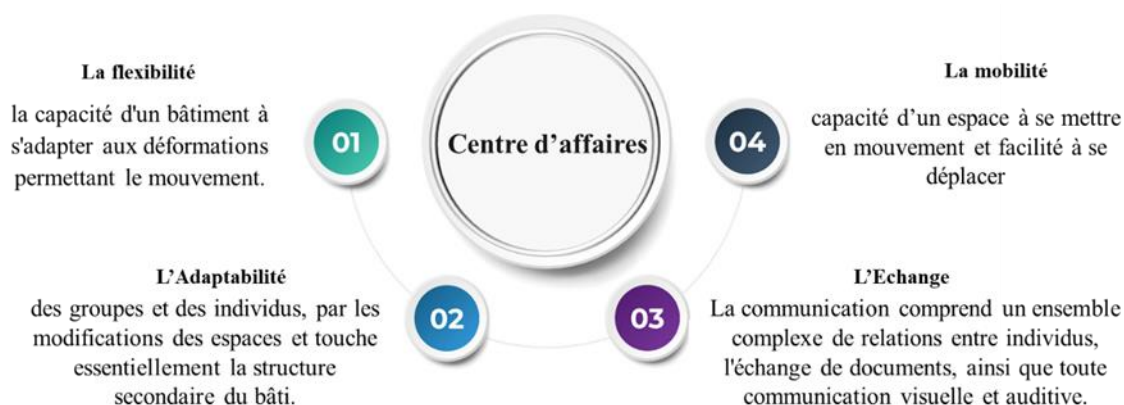 La flexibilité
la capacité d'un bâtiment à
s'adapter aux déformations
permettant le mouvement.
01
Centre d’affaires
04
La mobilité
capacité d’un espace à se mettre
en mouvement et facilité à se
déplacer
L’Adaptabilité
des groupes et des individus, par les
modifications des espaces et touche
essentiellement la structure
secondaire du bâti.
02
03
L’Echange
La communication comprend un ensemble
complexe de relations entre individus,
l'échange de documents, ainsi que toute
communication visuelle et auditive.